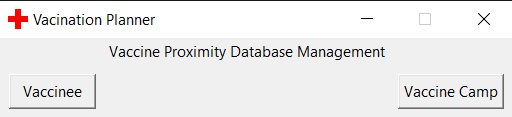 Vacination Planner
Vaccine Proximity Database Management
Vaccinee
Vaccine Camp